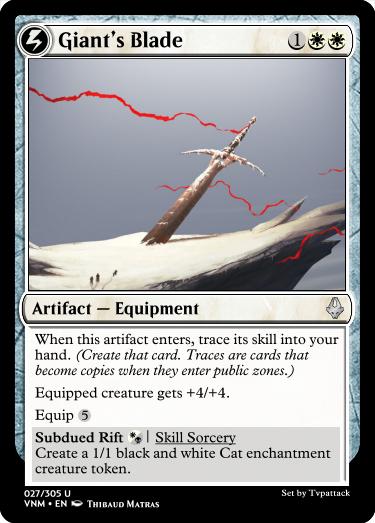 Giant's Blade 1
Artifact — Equipment
When this artifact enters, trace its skill into your
hand. (Create that card. Traces are cards that
become copies when they enter public zones.)
Equipped creature gets +4/+4.
Equip 5
Subdued Rift | Skill Sorcery
Create a 1/1 black and white Cat enchantment
creature token.
027/305 U
VNM • EN Thibaud Matras
Set by Tvpattack